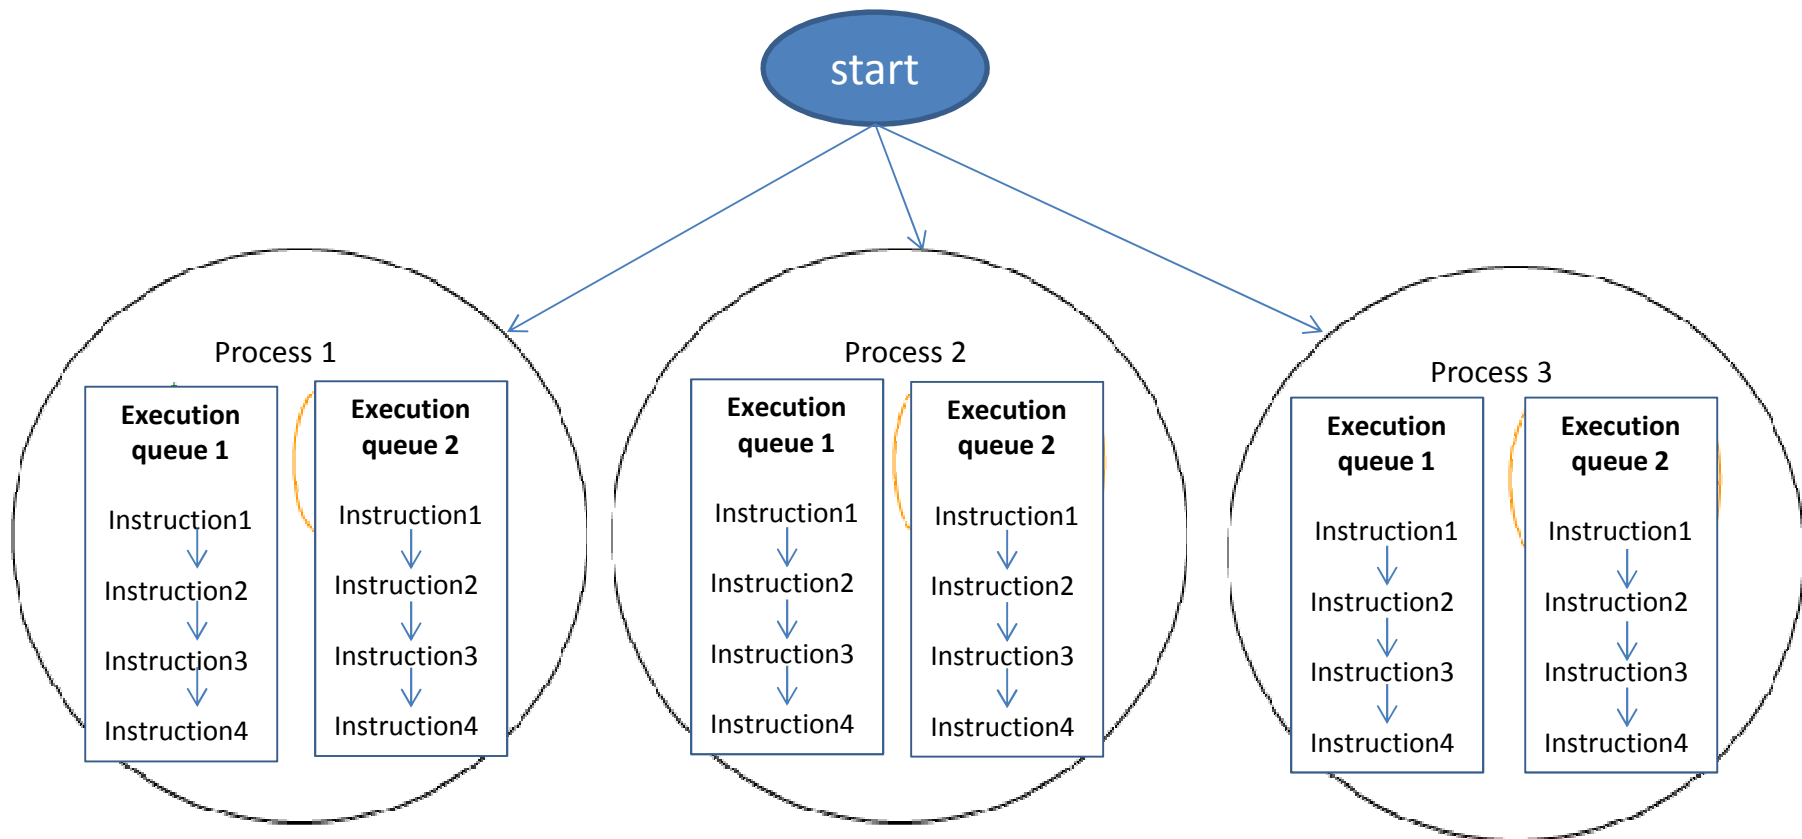 start
Process 1
Execution
queue 1
Instruction1
Instruction2
Instruction3
Instruction4
Execution
queue 2
Instruction1
Instruction2
Instruction3
Instruction4
Process 2
Execution
queue 1
Instruction1
Instruction2
Instruction3
Instruction4
Execution
queue 2
Instruction1
Instruction2
Instruction3
Instruction4
Process 3
Execution
queue 1
Instruction1
Instruction2
Instruction3
Instruction4
Execution
queue 2
Instruction1
Instruction2
Instruction3
Instruction4